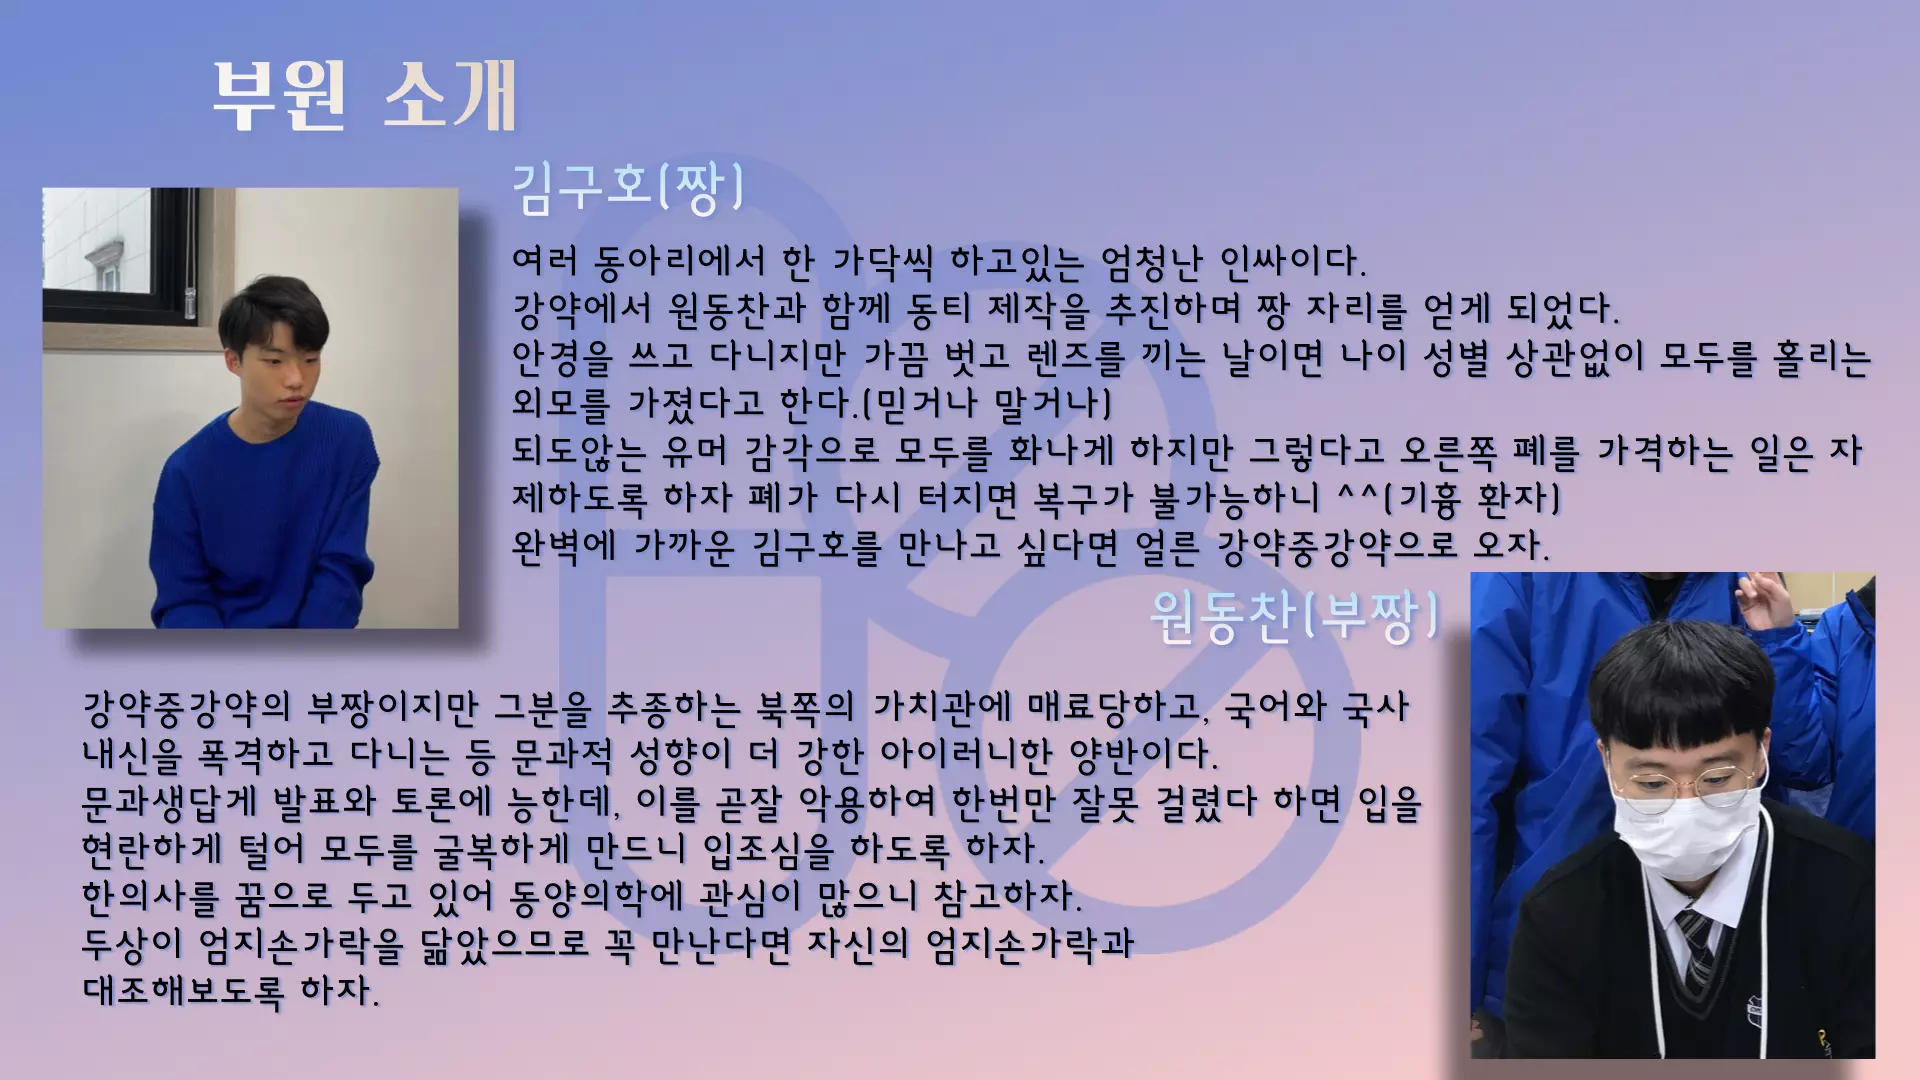 부원 소개
김구호(짱)
여러 동아리에서 한 가닥씩 하고있는 엄청난 인싸이다.
강약에서 원동찬과 함께 동티 제작을 추진하며 짱 자리를 얻게 되었다.
안경을 쓰고 다니지만 가끔 벗고 렌즈를 끼는 날이면 나이 성별 상관없이 모두를 홀리는
외모를 가졌다고 한다.(믿거나 말거나)
되도않는 유머 감각으로 모두를 화나게 하지만 그렇다고 오른쪽 폐를 가격하는 일은 자
제하도록 하자 폐가 다시 터지면 복구가 불가능하니 ^^(기흉 환자)
완벽에 가까운 김구호를 만나고 싶다면 얼른 강약중강약으로 오자.
원동찬(부짱)
강약중강약의 부짱이지만 그분을 추종하는 북쪽의 가치관에 매료당하고, 국어와 국사
내신을 폭격하고 다니는 등 문과적 성향이 더 강한 아이러니한 양반이다.
문과생답게 발표와 토론에 능한데, 이를 곧잘 악용하여 한번만 잘못 걸렸다 하면 입을
현란하게 털어 모두를 굴복하게 만드니 입조심을 하도록 하자.
한의사를 꿈으로 두고 있어 동양의학에 관심이 많으니 참고하자.
두상이 엄지손가락을 닮았으므로 꼭 만난다면 자신의 엄지손가락과
대조해보도록 하자.